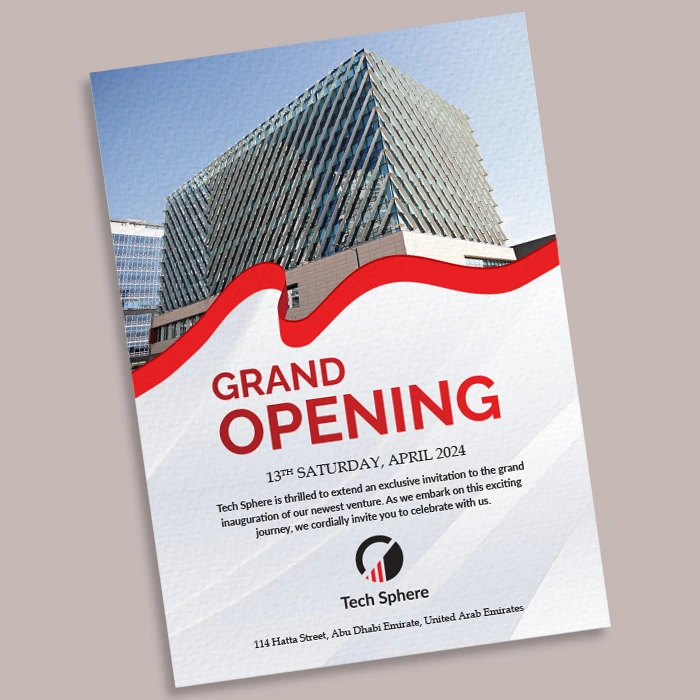 GRAND
OPENING
13TH SATURDAY, APRIL 2024
Tech Sphere is thrilled to extend an exclusive invitation to the grand
inauguration of our newest venture. As we embark on this exciting
journey, we cordially invite you to celebrate with us.
Tech Sphere
114 Hatta Street, Abu Dhabi Emirate, United Arab Emirates